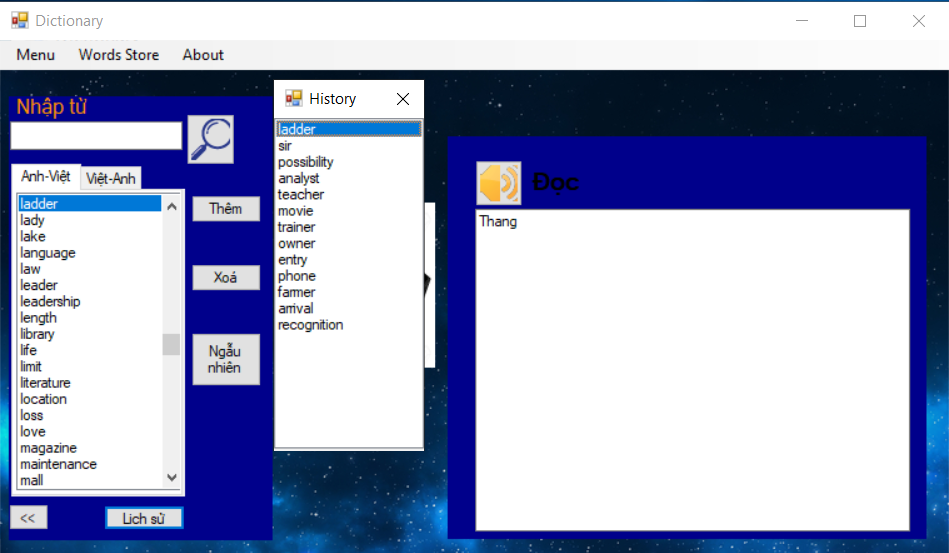 Dictionary
Menu Words Store About
Nhập từ
Anh-Việt Việt-Anh
ladder
lady
lake
language
law
leader
leadership
length
library
life
limit
literature
location
loss
love
magazine
maintenance
mall
Thêm
Xoá
Ngẫu
nhiên
<<
Lịch sử
History
ladder
sir
possibility
analyst
teacher
movie
trainer
owner
entry
phone
farmer
arrival
recognition
Đọc
Thang